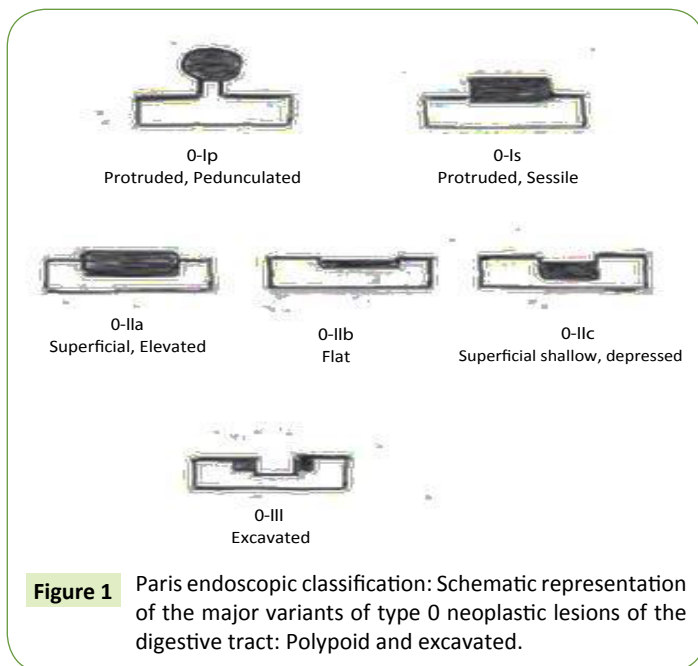 0-Ip
Protruded, Pedunculated
0-Is
Protruded, Sessile
0-IIa
Superficial, Elevated
0-IIb
Flat
0-IIc
Superficial shallow, depressed
0-III
Excavated
Figure 1 Paris endoscopic classification: Schematic representation
of the major variants of type 0 neoplastic lesions of the
digestive tract: Polypoid and excavated.